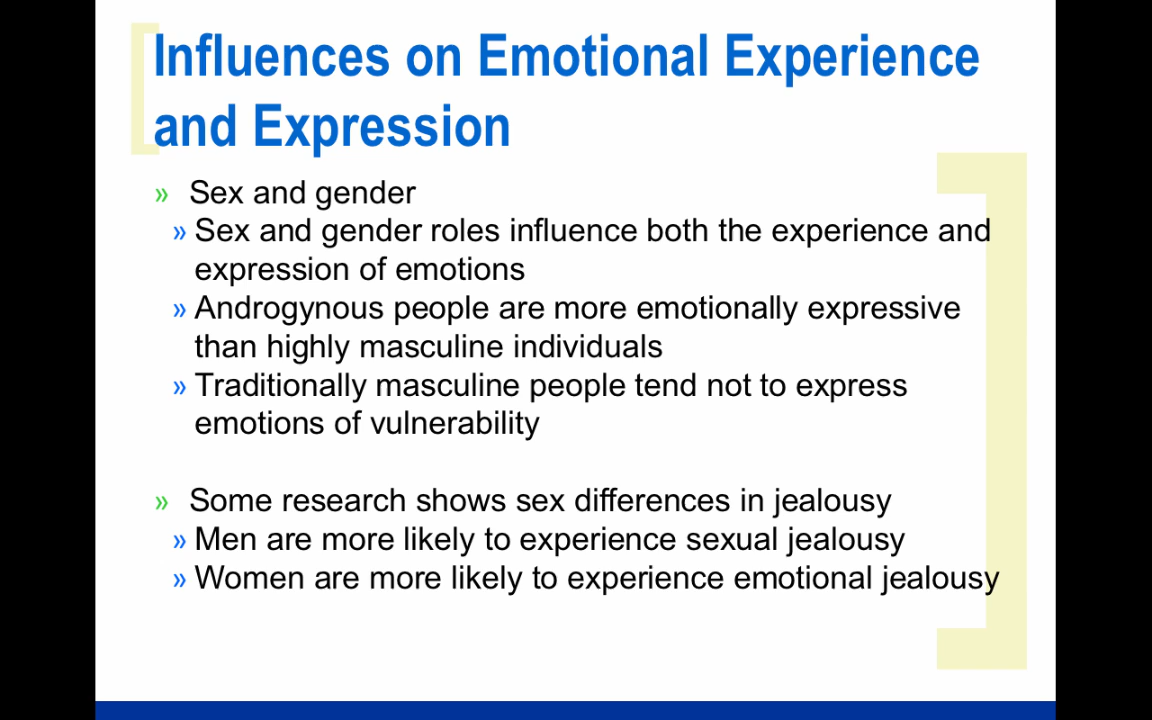 Influences on Emotional Experience
and Expression
» Sex and gender
» Sex and gender roles influence both the experience and
expression of emotions
» Androgynous people are more emotionally expressive
than highly masculine individuals
» Traditionally masculine people tend not to express
emotions of vulnerability
» Some research shows sex differences in jealousy
» Men are more likely to experience sexual jealousy
» Women are more likely to experience emotional jealousy